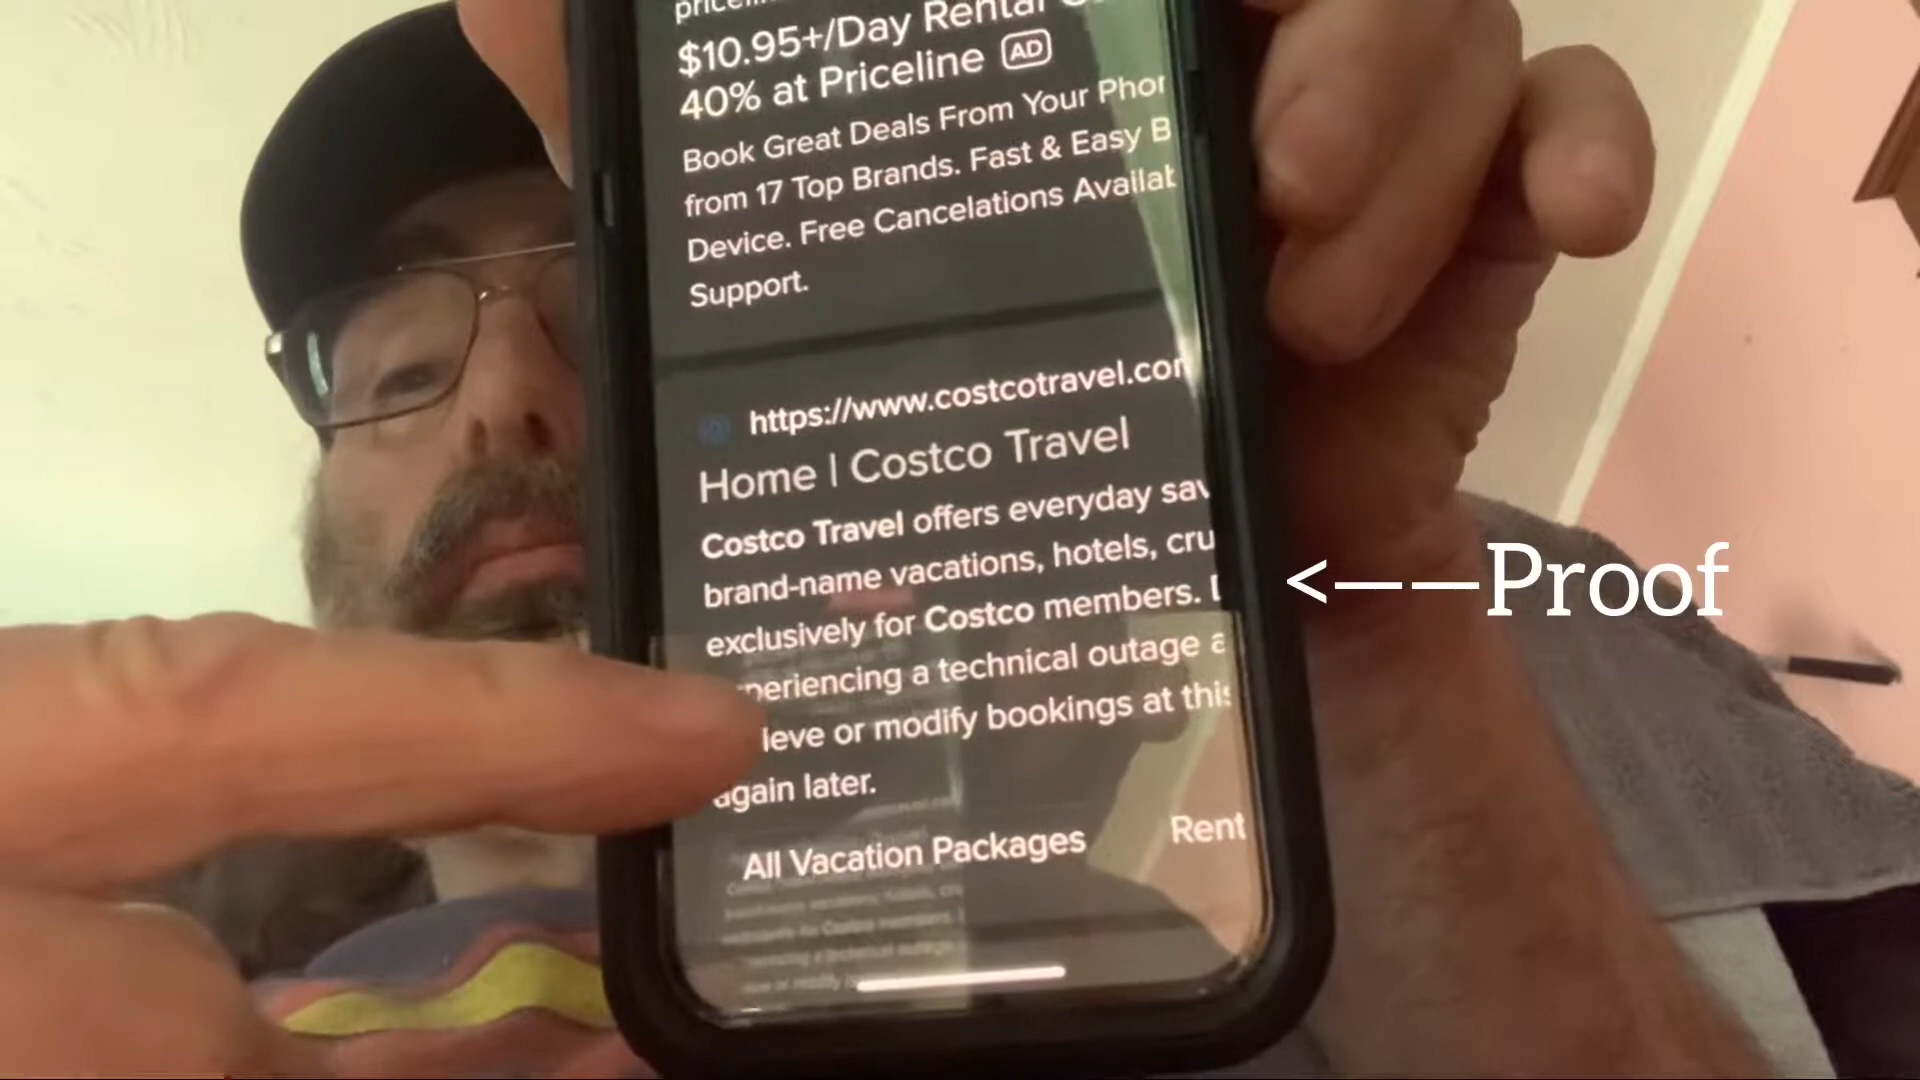 $10.95+/Day Rental
40% at Priceline AD
Book Great Deals From Your Phor
from 17 Top Brands. Fast & Easy B
Device. Free Cancelations Availat
Support.
https://www.costcotravel.cor
Home | Costco Travel
Costco Travel offers everyday sav
brand-name vacations, hotels, cru
exclusively for Costco members. D
periencing a technical outage a
ieve or modify bookings at this
again later.
All Vacation Packages Rent
<---Proof